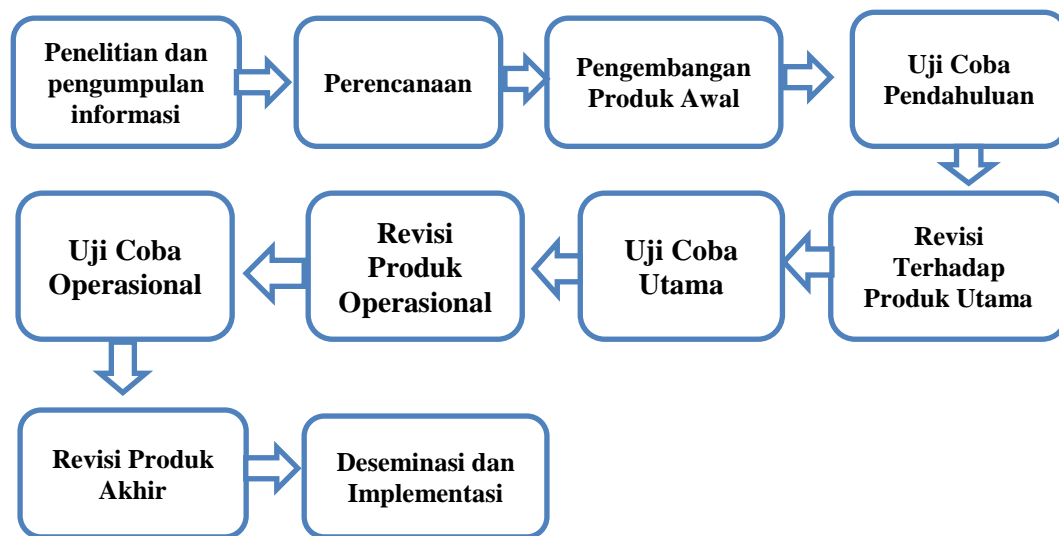 Penelitian dan
pengumpulan
informasi
Perencanaan
Pengembangan
Produk Awal
Uji Coba
Pendahuluan
Revisi
Terhadap
Produk Utama
Uji Coba
Utama
Revisi
Produk
Operasional
Uji Coba
Operasional
Revisi Produk
Akhir
Deseminasi dan
Implementasi